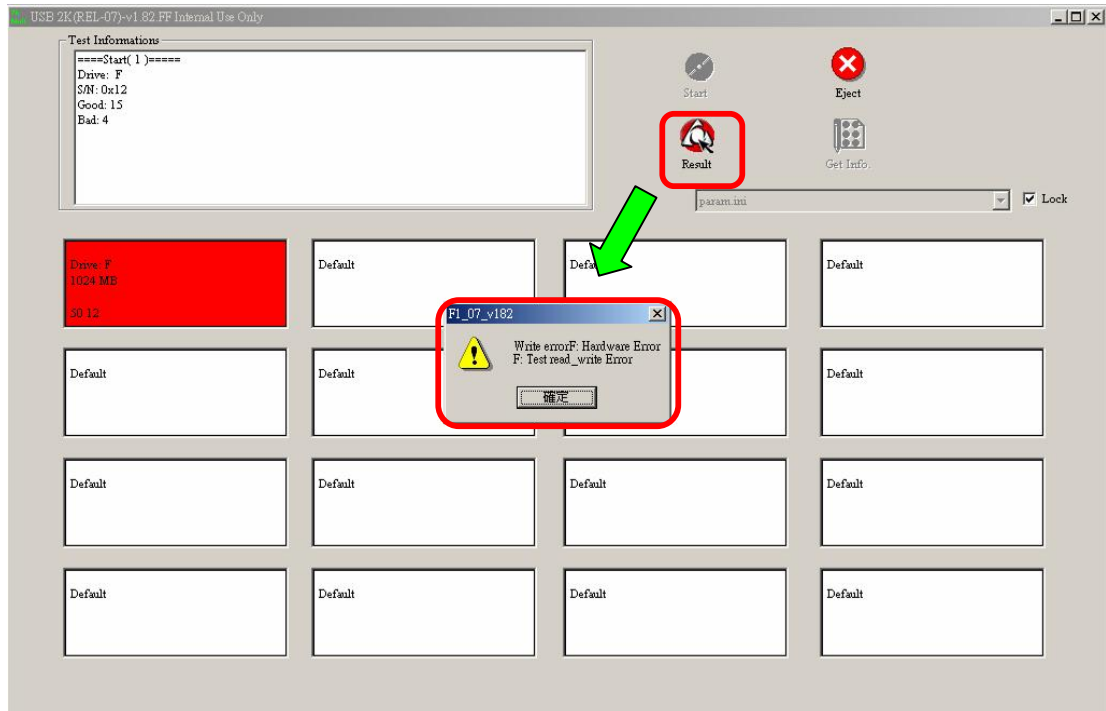 USB 2K(REL-07)-v1.82 FF Internal Use Only
Test Informations
====Start( 1 )=====
Drive: F
S/N: 0x12
Good: 15
Bad: 4
Start
Eject
Result
Get Info.
param.ini
Lock
Drive: F
1024 MB
50 12
Default
Default
Default
F1_07_v182
Write errorF: Hardware Error
F: Test read_write Error
確定
Default
Default
Default
Default
Default
Default
Default
Default
Default
Default
Default